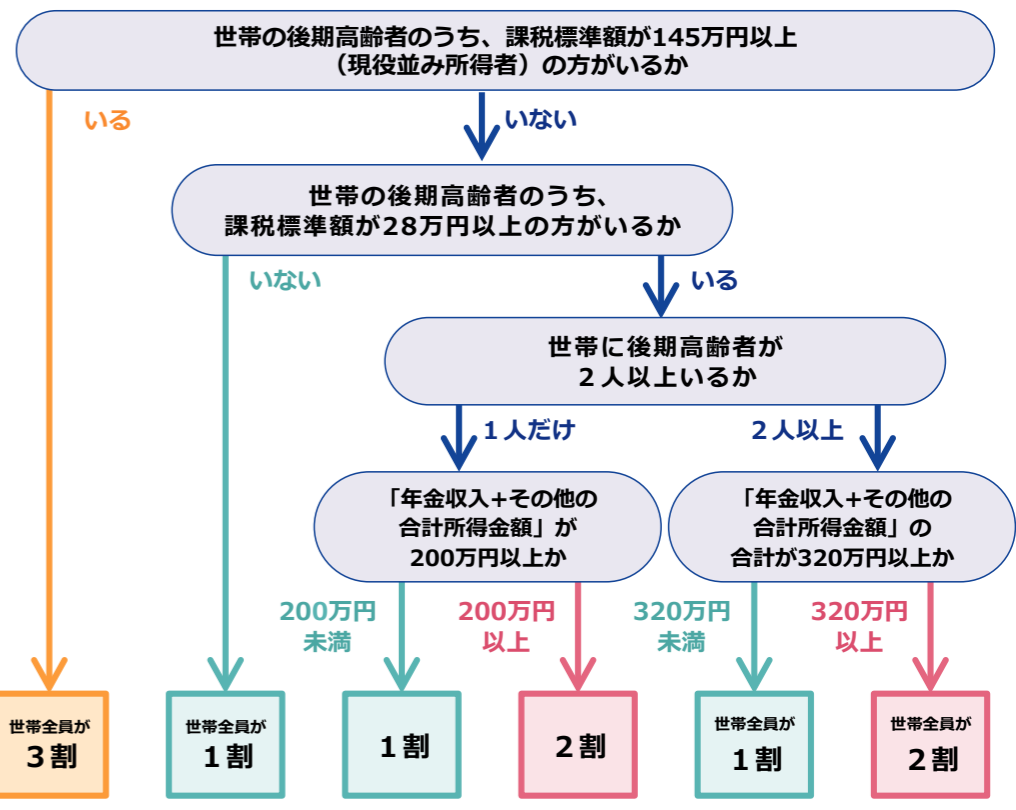 世帯の後期高齢者のうち、課税標準額が145万円以上
（現役並み所得者）の方がいるか
いる
いない
世帯の後期高齢者のうち、
課税標準額が28万円以上の方がいるか
いない
いる
世帯に後期高齢者が
２人以上いるか
１人だけ
２人以上
「年金収入+その他の
合計所得金額」が
200万円以上か
「年金収入+その他の
合計所得金額」の
合計が320万円以上か
200万円
未満
200万円
以上
320万円
未満
320万円
以上
世帯全員が
３割
世帯全員が
１割
１割
２割
世帯全員が
１割
世帯全員が
２割